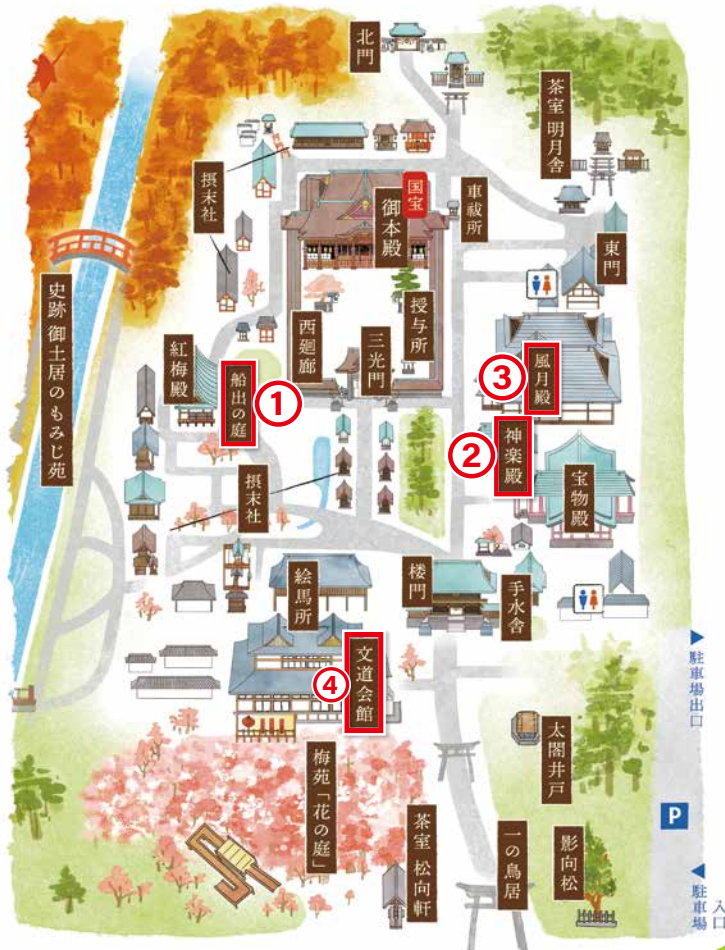 北門
茶室 明月舎
摂末社
国宝
御本殿
車祓所
東門
史跡 御土居のもみじ苑
紅梅殿
船出の庭
①
西廻廊
三光門
授与所
③
風月殿
②
神楽殿
宝物殿
摂末社
絵馬所
楼門
手水舎
④
文道会館
駐車場出口
太閤井戸
梅苑「花の庭」
P
茶室 松向軒
一の鳥居
影向松
駐車場
入口